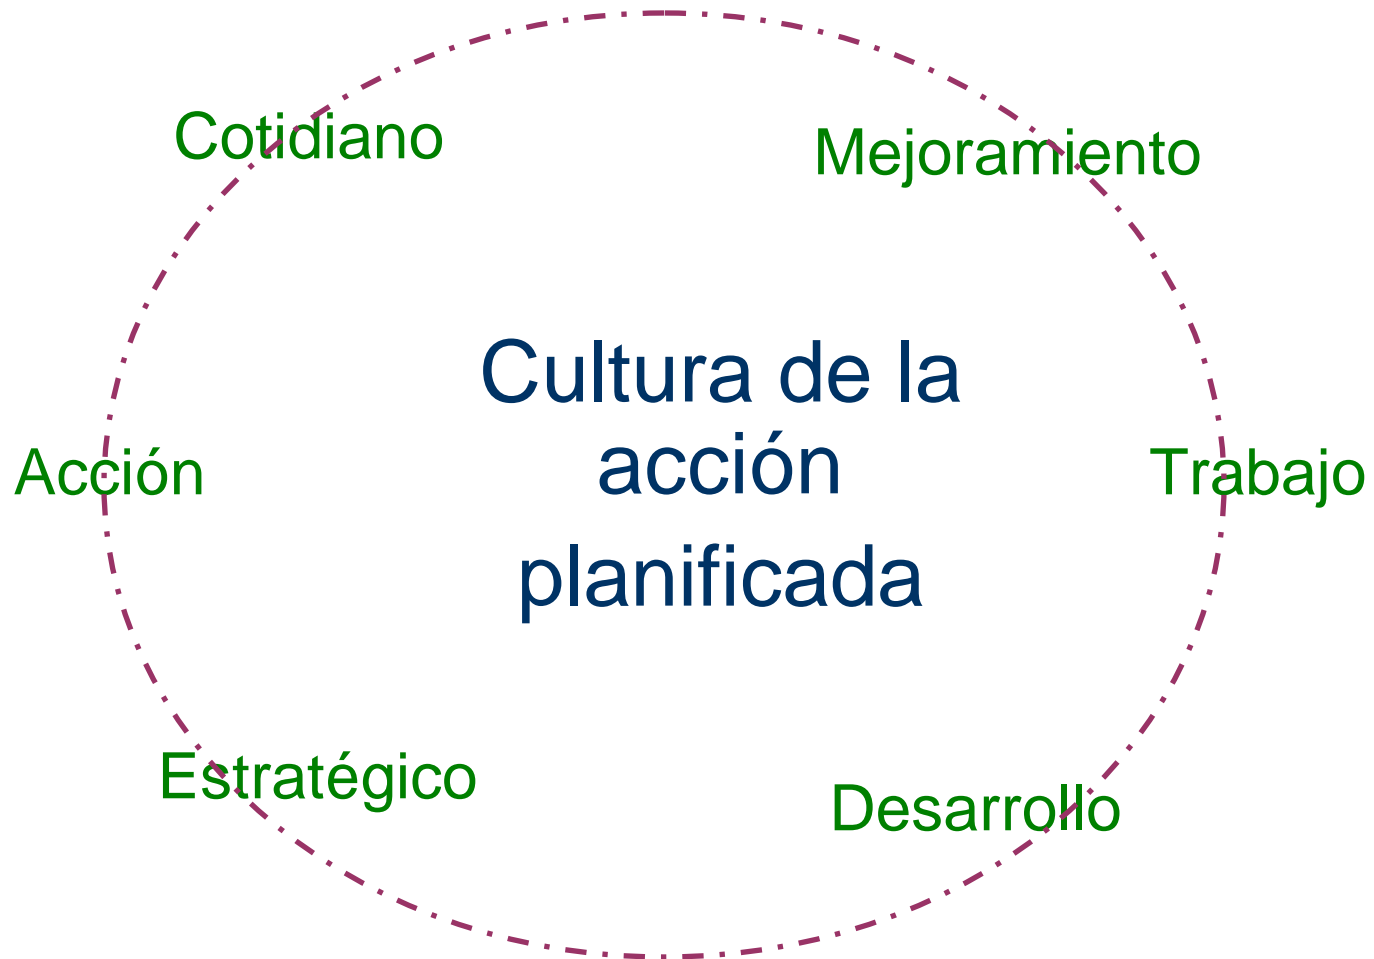 Cotidiano
Mejoramiento
Cultura de la
acción
planificada
Acción
Trabajo
Estratégico
Desarrollo